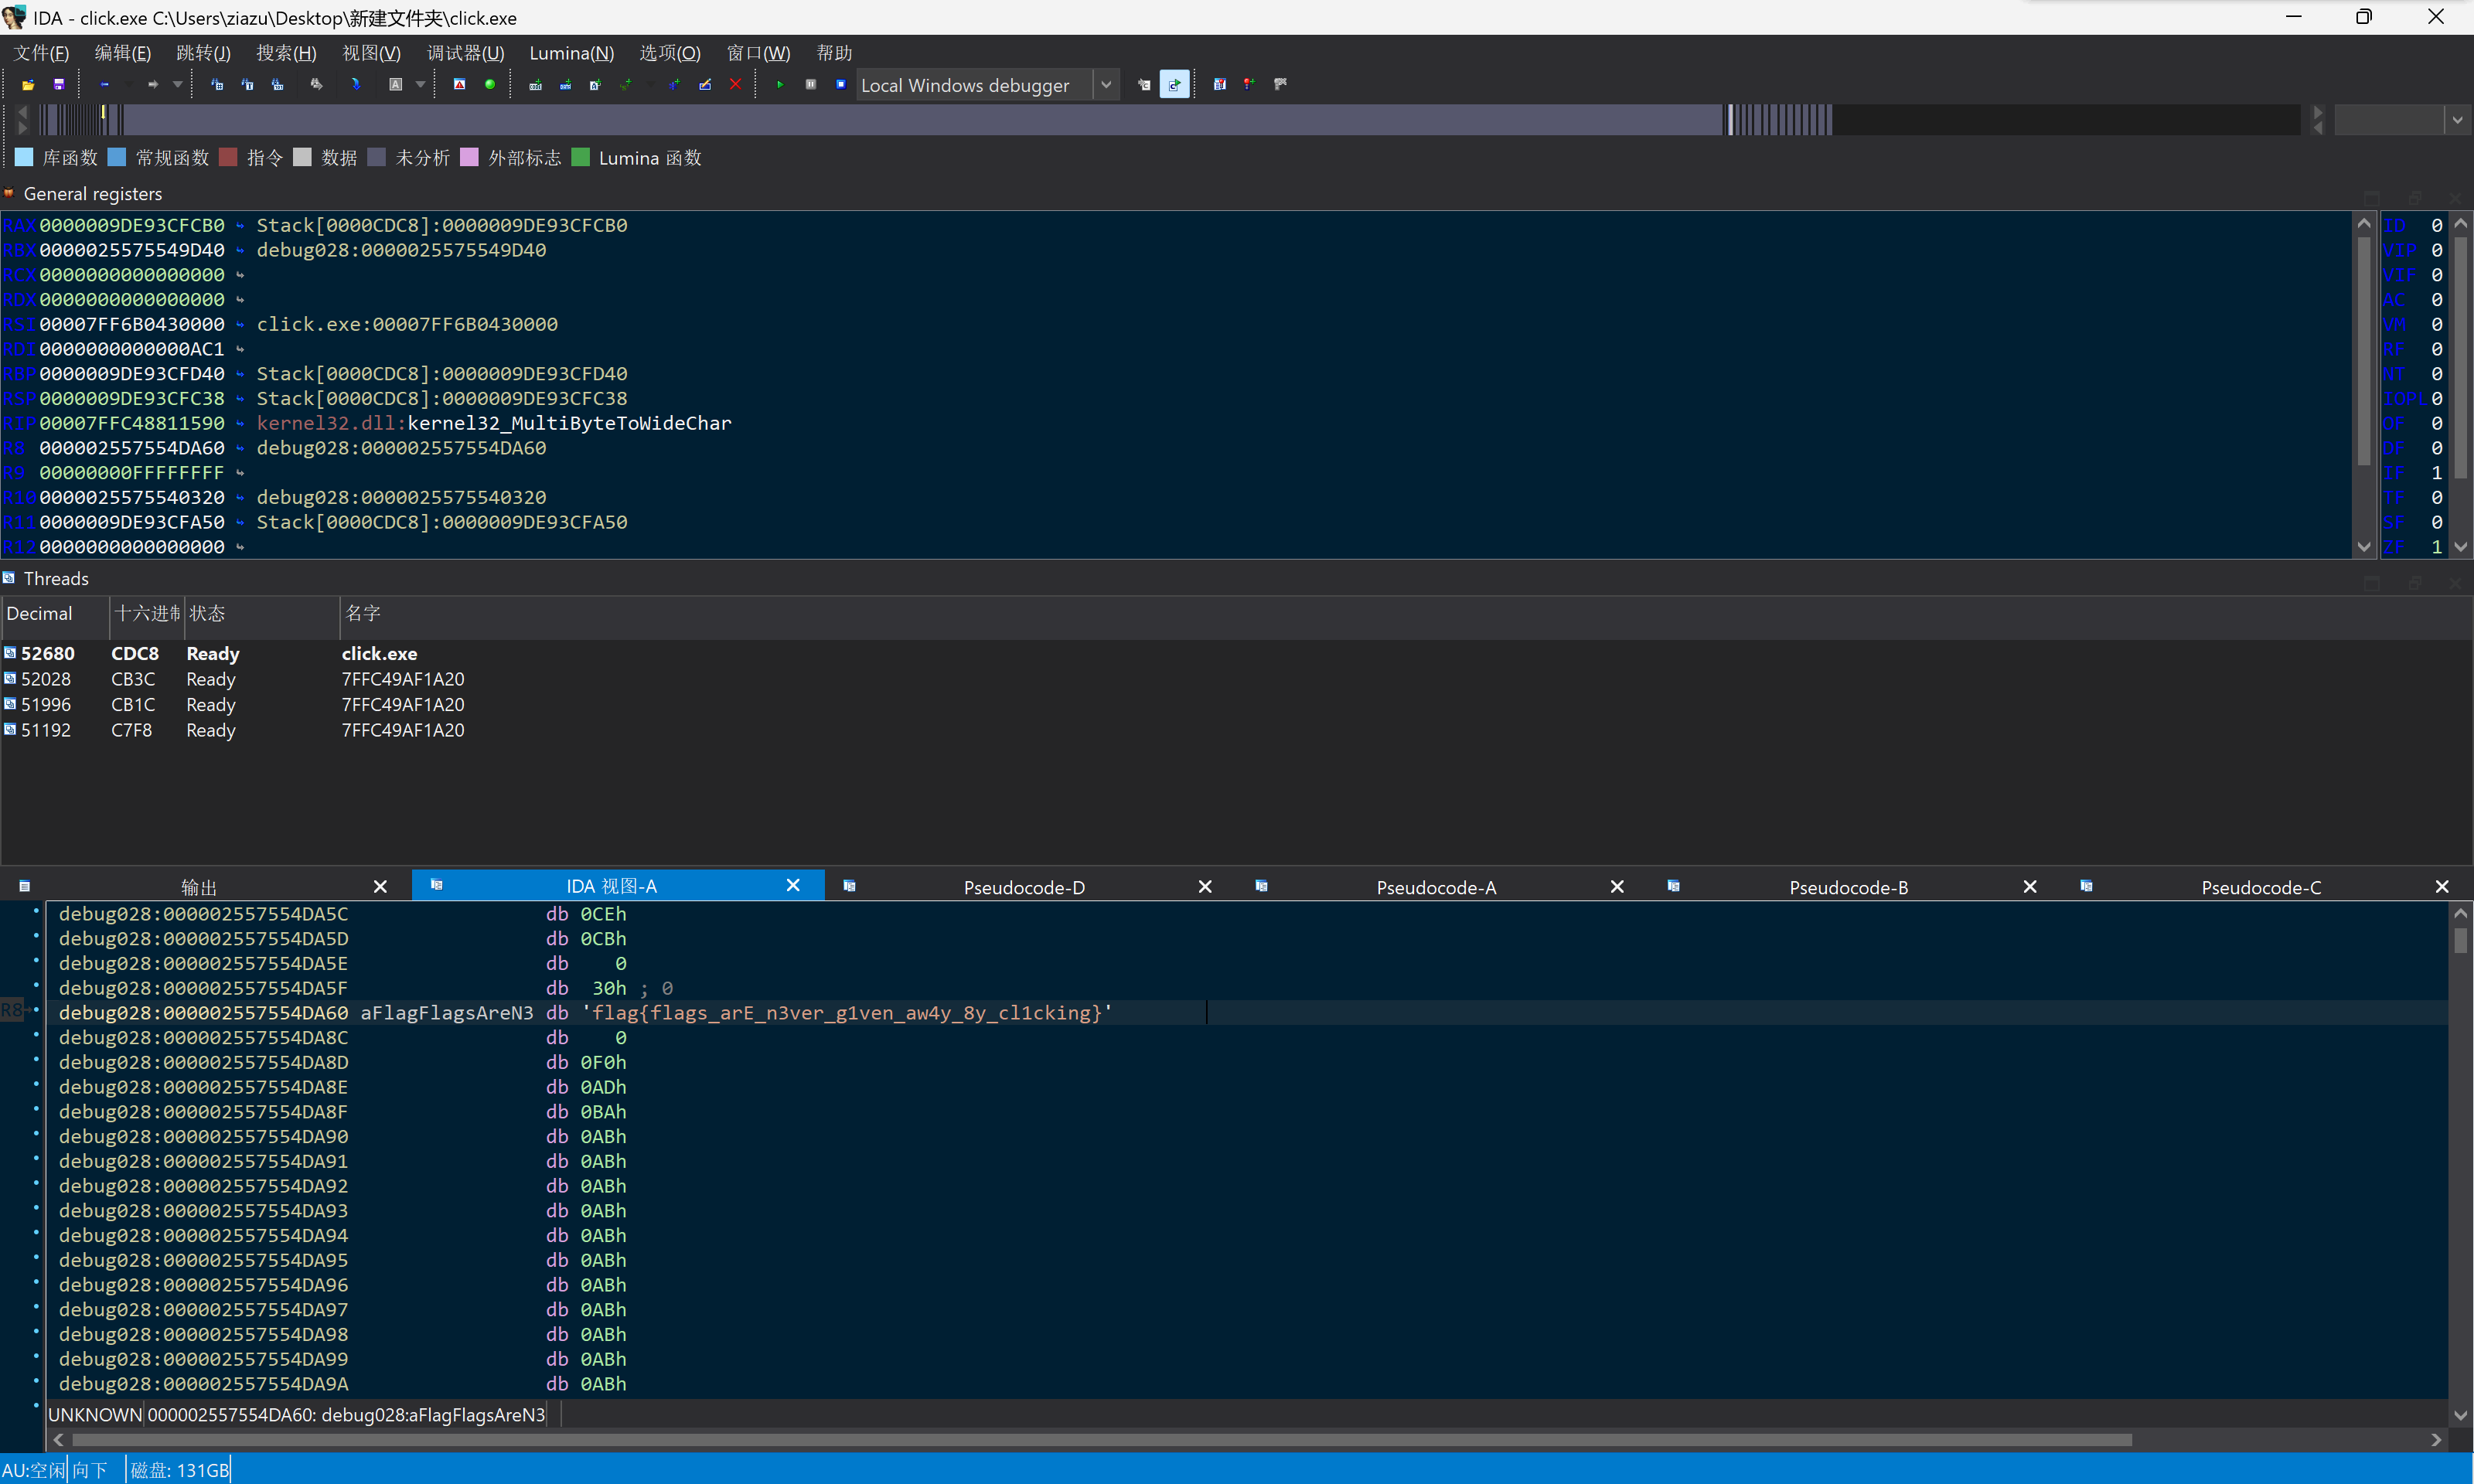 IDA - click.exe C:\Users\ziazu\Desktop\新建文件夹\click.exe
文件(F) 编辑(E) 跳转(J) 搜索(H) 视图(V) 调试器(U) Lumina(N) 选项(O) 窗口(W) 帮助
Local Windows debugger
库函数 常规函数 指令 数据 未分析 外部标志 Lumina 函数
General registers
RAX 0000009DE93CFCB0 Stack[0000CDC8]:0000009DE93CFCB0 ID 0
RBX 0000025575549D40 debug028:0000025575549D40 VIP 0
RCX 0000000000000000 VIF 0
RDX 0000000000000000 AC 0
RSI 00007FF6B0430000 click.exe:00007FF6B0430000 VM 0
RDI 0000000000000AC1 RF 0
RBP 0000009DE93CFD40 Stack[0000CDC8]:0000009DE93CFD40 NT 0
RSP 0000009DE93CFC38 Stack[0000CDC8]:0000009DE93CFC38 IOPL 0
RIP 00007FFC48811590 kernel32.dll:kernel32_MultiByteToWideChar OF 0
R8 000002557554DA60 debug028:000002557554DA60 DF 0
R9 00000000FFFFFFFF IF 1
R10 0000025575540320 debug028:0000025575540320 TF 0
R11 0000009DE93CFA50 Stack[0000CDC8]:0000009DE93CFA50 SF 0
R12 0000000000000000 ZF 1
Threads
Decimal 十六进制 状态 名字
52680 CDC8 Ready click.exe
52028 CB3C Ready 7FFC49AF1A20
51996 CB1C Ready 7FFC49AF1A20
51192 C7F8 Ready 7FFC49AF1A20
输出 IDA 视图-A Pseudocode-D Pseudocode-A Pseudocode-B Pseudocode-C
debug028:000002557554DA5C db 0CEh
debug028:000002557554DA5D db 0CBh
debug028:000002557554DA5E db 0
debug028:000002557554DA5F db 30h ; 0
R8 debug028:000002557554DA60 aFlagFlagsAreN3 db 'flag{flags_arE_n3ver_g1ven_aw4y_8y_cl1cking}'
debug028:000002557554DA8C db 0
debug028:000002557554DA8D db 0F0h
debug028:000002557554DA8E db 0ADh
debug028:000002557554DA8F db 0BAh
debug028:000002557554DA90 db 0ABh
debug028:000002557554DA91 db 0ABh
debug028:000002557554DA92 db 0ABh
debug028:000002557554DA93 db 0ABh
debug028:000002557554DA94 db 0ABh
debug028:000002557554DA95 db 0ABh
debug028:000002557554DA96 db 0ABh
debug028:000002557554DA97 db 0ABh
debug028:000002557554DA98 db 0ABh
debug028:000002557554DA99 db 0ABh
debug028:000002557554DA9A db 0ABh
UNKNOWN 000002557554DA60: debug028:aFlagFlagsAreN3
AU:空闲 向下 磁盘: 131GB